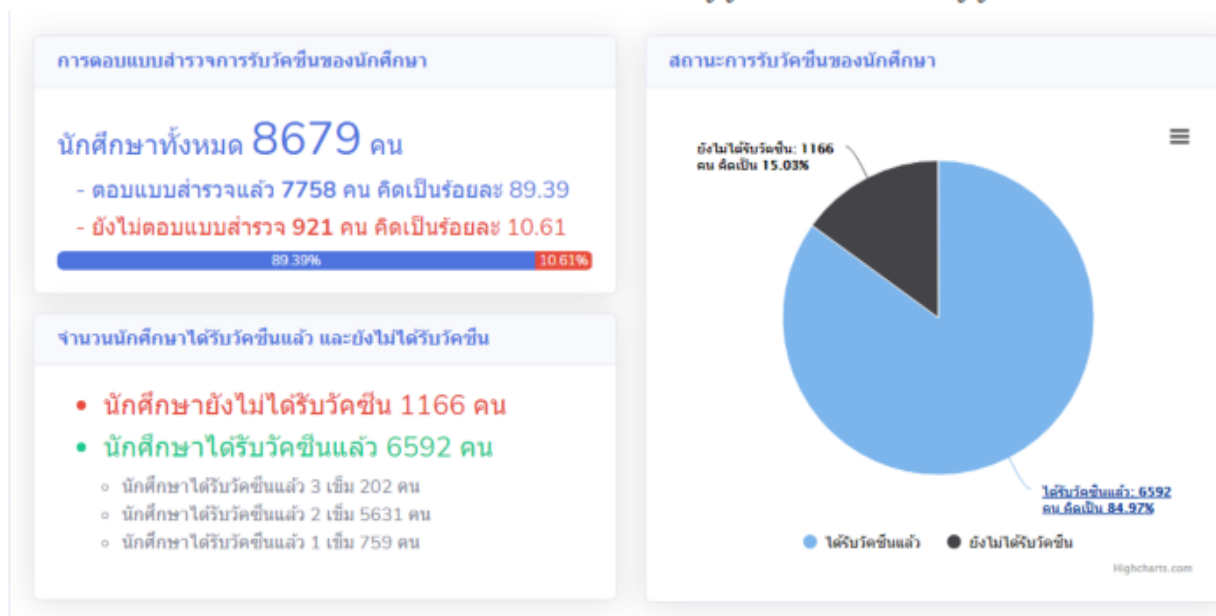 การตอบแบบสำรวจการรับวัคซีนของนักศึกษา
นักศึกษาทั้งหมด 8679 คน
- ตอบแบบสำรวจแล้ว 7758 คน คิดเป็นร้อยละ 89.39
- ยังไม่ตอบแบบสำรวจ 921 คน คิดเป็นร้อยละ 10.61
89.39% 10.61%
จำนวนนักศึกษาได้รับวัคซีนแล้ว และยังไม่ได้รับวัคซีน
• นักศึกษายังไม่ได้รับวัคซีน 1166 คน
• นักศึกษาได้รับวัคซีนแล้ว 6592 คน
◦ นักศึกษาได้รับวัคซีนแล้ว 3 เข็ม 202 คน
◦ นักศึกษาได้รับวัคซีนแล้ว 2 เข็ม 5631 คน
◦ นักศึกษาได้รับวัคซีนแล้ว 1 เข็ม 759 คน
สถานะการรับวัคซีนของนักศึกษา
ยังไม่ได้รับวัคซีน: 1166
คน คิดเป็น 15.03%
ได้รับวัคซีนแล้ว: 6592
คน คิดเป็น 84.97%
ได้รับวัคซีนแล้ว ยังไม่ได้รับวัคซีน
Highcharts.com